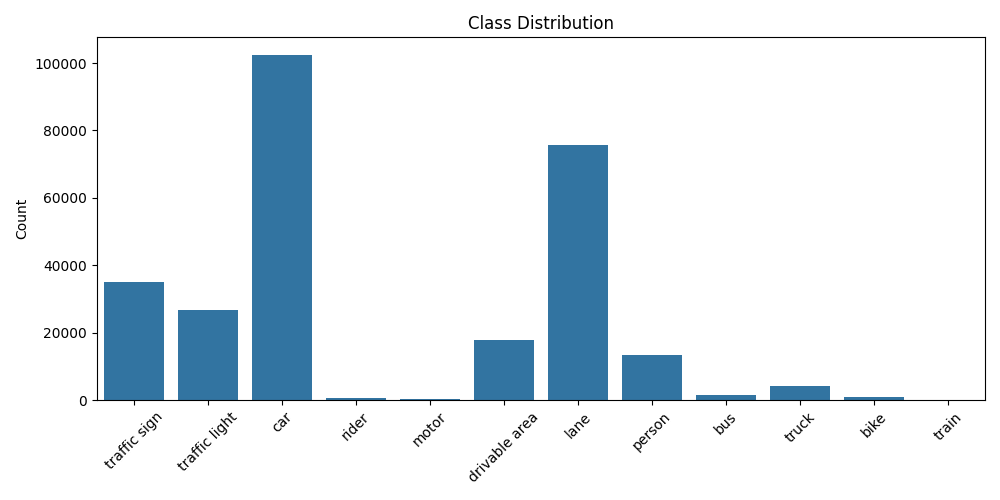 Class Distribution
Count
100000
80000
60000
40000
20000
0
traffic sign
traffic light
car
rider
motor
drivable area
lane
person
bus
truck
bike
train